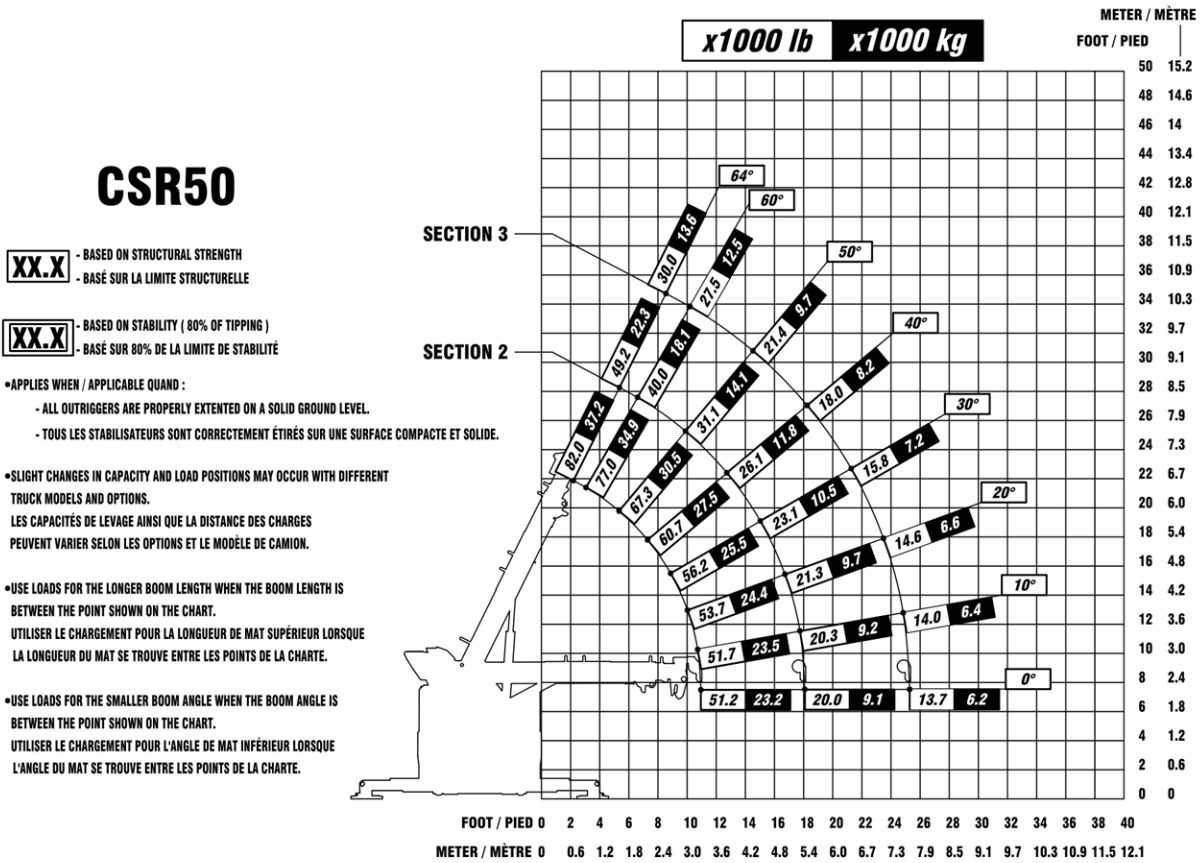 x1000 lb x1000 kg
METER / MÈTRE
FOOT / PIED
50 15.2
48 14.6
46 14
44 13.4
42 12.8
40 12.1
38 11.5
36 10.9
34 10.3
32 9.7
30 9.1
28 8.5
26 7.9
24 7.3
22 6.7
20 6.0
18 5.4
16 4.8
14 4.2
12 3.6
10 3.0
8 2.4
6 1.8
4 1.2
2 0.6
0 0
CSR50
XX.X - BASED ON STRUCTURAL STRENGTH
- BASÉ SUR LA LIMITE STRUCTURELLE
XX.X - BASED ON STABILITY ( 80% OF TIPPING )
- BASÉ SUR 80% DE LA LIMITE DE STABILITÉ
•APPLIES WHEN / APPLICABLE QUAND :
- ALL OUTRIGGERS ARE PROPERLY EXTENTED ON A SOLID GROUND LEVEL.
- TOUS LES STABILISATEURS SONT CORRECTEMENT ÉTIRÉS SUR UNE SURFACE COMPACTE ET SOLIDE.
•SLIGHT CHANGES IN CAPACITY AND LOAD POSITIONS MAY OCCUR WITH DIFFERENT
TRUCK MODELS AND OPTIONS.
LES CAPACITÉS DE LEVAGE AINSI QUE LA DISTANCE DES CHARGES
PEUVENT VARIER SELON LES OPTIONS ET LE MODÈLE DE CAMION.
•USE LOADS FOR THE LONGER BOOM LENGTH WHEN THE BOOM LENGTH IS
BETWEEN THE POINT SHOWN ON THE CHART.
UTILISER LE CHARGEMENT POUR LA LONGUEUR DE MAT SUPÉRIEUR LORSQUE
LA LONGUEUR DU MAT SE TROUVE ENTRE LES POINTS DE LA CHARTE.
•USE LOADS FOR THE SMALLER BOOM ANGLE WHEN THE BOOM ANGLE IS
BETWEEN THE POINT SHOWN ON THE CHART.
UTILISER LE CHARGEMENT POUR L'ANGLE DE MAT INFÉRIEUR LORSQUE
L'ANGLE DU MAT SE TROUVE ENTRE LES POINTS DE LA CHARTE.
SECTION 3
SECTION 2
64°
82.0 37.2
49.2 22.3
30.0 13.6
60°
77.0 34.9
40.0 18.1
27.5 12.5
50°
67.3 30.5
31.1 14.1
21.4 9.7
40°
60.7 27.5
26.1 11.8
18.0 8.2
30°
56.2 25.5
23.1 10.5
15.8 7.2
20°
53.7 24.4
21.3 9.7
14.6 6.6
10°
51.7 23.5
20.3 9.2
14.0 6.4
0°
51.2 23.2
20.0 9.1
13.7 6.2
FOOT / PIED 0 2 4 6 8 10 12 14 16 18 20 22 24 26 28 30 32 34 36 38 40
METER / MÈTRE 0 0.6 1.2 1.8 2.4 3.0 3.6 4.2 4.8 5.4 6.0 6.7 7.3 7.9 8.5 9.1 9.7 10.3 10.9 11.5 12.1